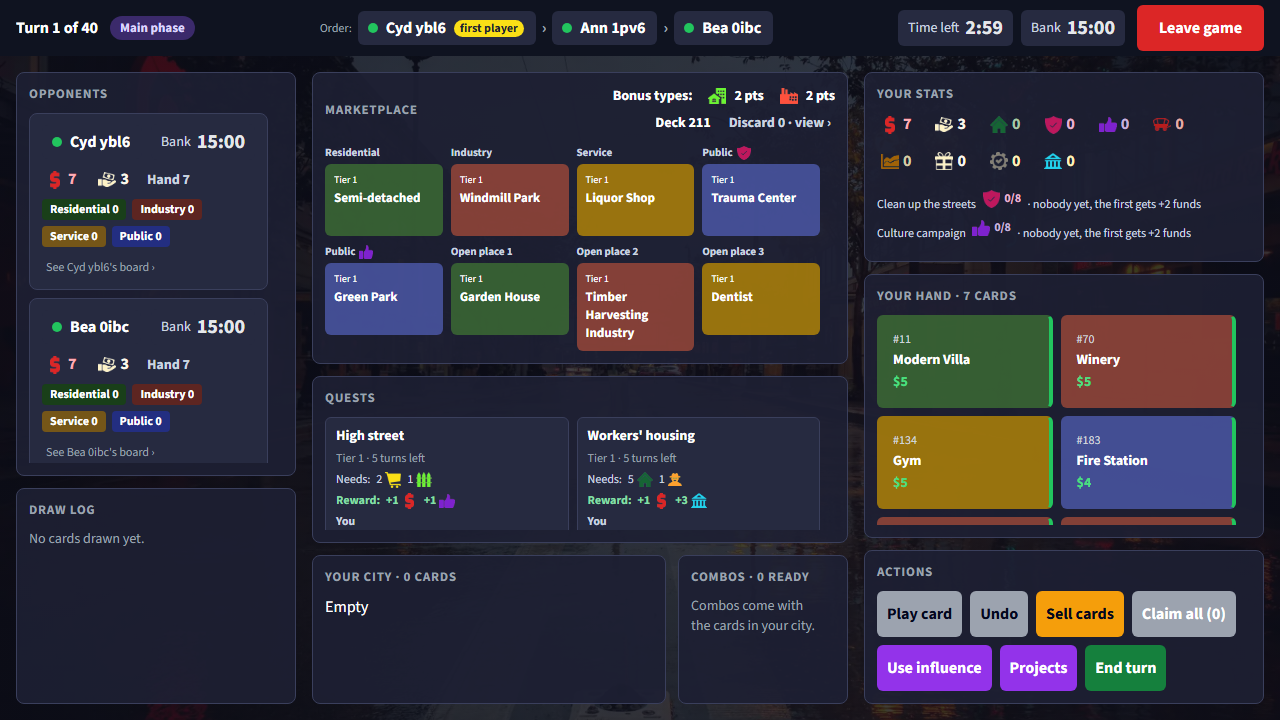 Turn 1 of 40 Main phase Order: Cyd ybl6 first player › Ann 1pv6 › Bea 0ibc Time left 2:59 Bank 15:00 Leave game
OPPONENTS
Cyd ybl6 Bank 15:00
7 3 Hand 7
Residential 0 Industry 0
Service 0 Public 0
See Cyd ybl6's board ›
Bea 0ibc Bank 15:00
7 3 Hand 7
Residential 0 Industry 0
Service 0 Public 0
See Bea 0ibc's board ›
DRAW LOG
No cards drawn yet.
MARKETPLACE
Bonus types: 2 pts 2 pts
Deck 211 Discard 0 · view ›
Residential Industry Service Public
Tier 1 Tier 1 Tier 1 Tier 1
Semi-detached Windmill Park Liquor Shop Trauma Center
Public Open place 1 Open place 2 Open place 3
Tier 1 Tier 1 Tier 1 Tier 1
Green Park Garden House Timber Dentist
Harvesting
Industry
QUESTS
High street
Tier 1 · 5 turns left
Needs: 2 1
Reward: +1 +1
You
Workers' housing
Tier 1 · 5 turns left
Needs: 5 1
Reward: +1 +3
You
YOUR CITY · 0 CARDS
Empty
COMBOS · 0 READY
Combos come with
the cards in your city.
YOUR STATS
7 3 0 0 0 0
0 0 0 0
Clean up the streets 0/8 · nobody yet, the first gets +2 funds
Culture campaign 0/8 · nobody yet, the first gets +2 funds
YOUR HAND · 7 CARDS
#11
Modern Villa
$5
#70
Winery
$5
#134
Gym
$5
#183
Fire Station
$4
ACTIONS
Play card Undo Sell cards Claim all (0)
Use influence Projects End turn